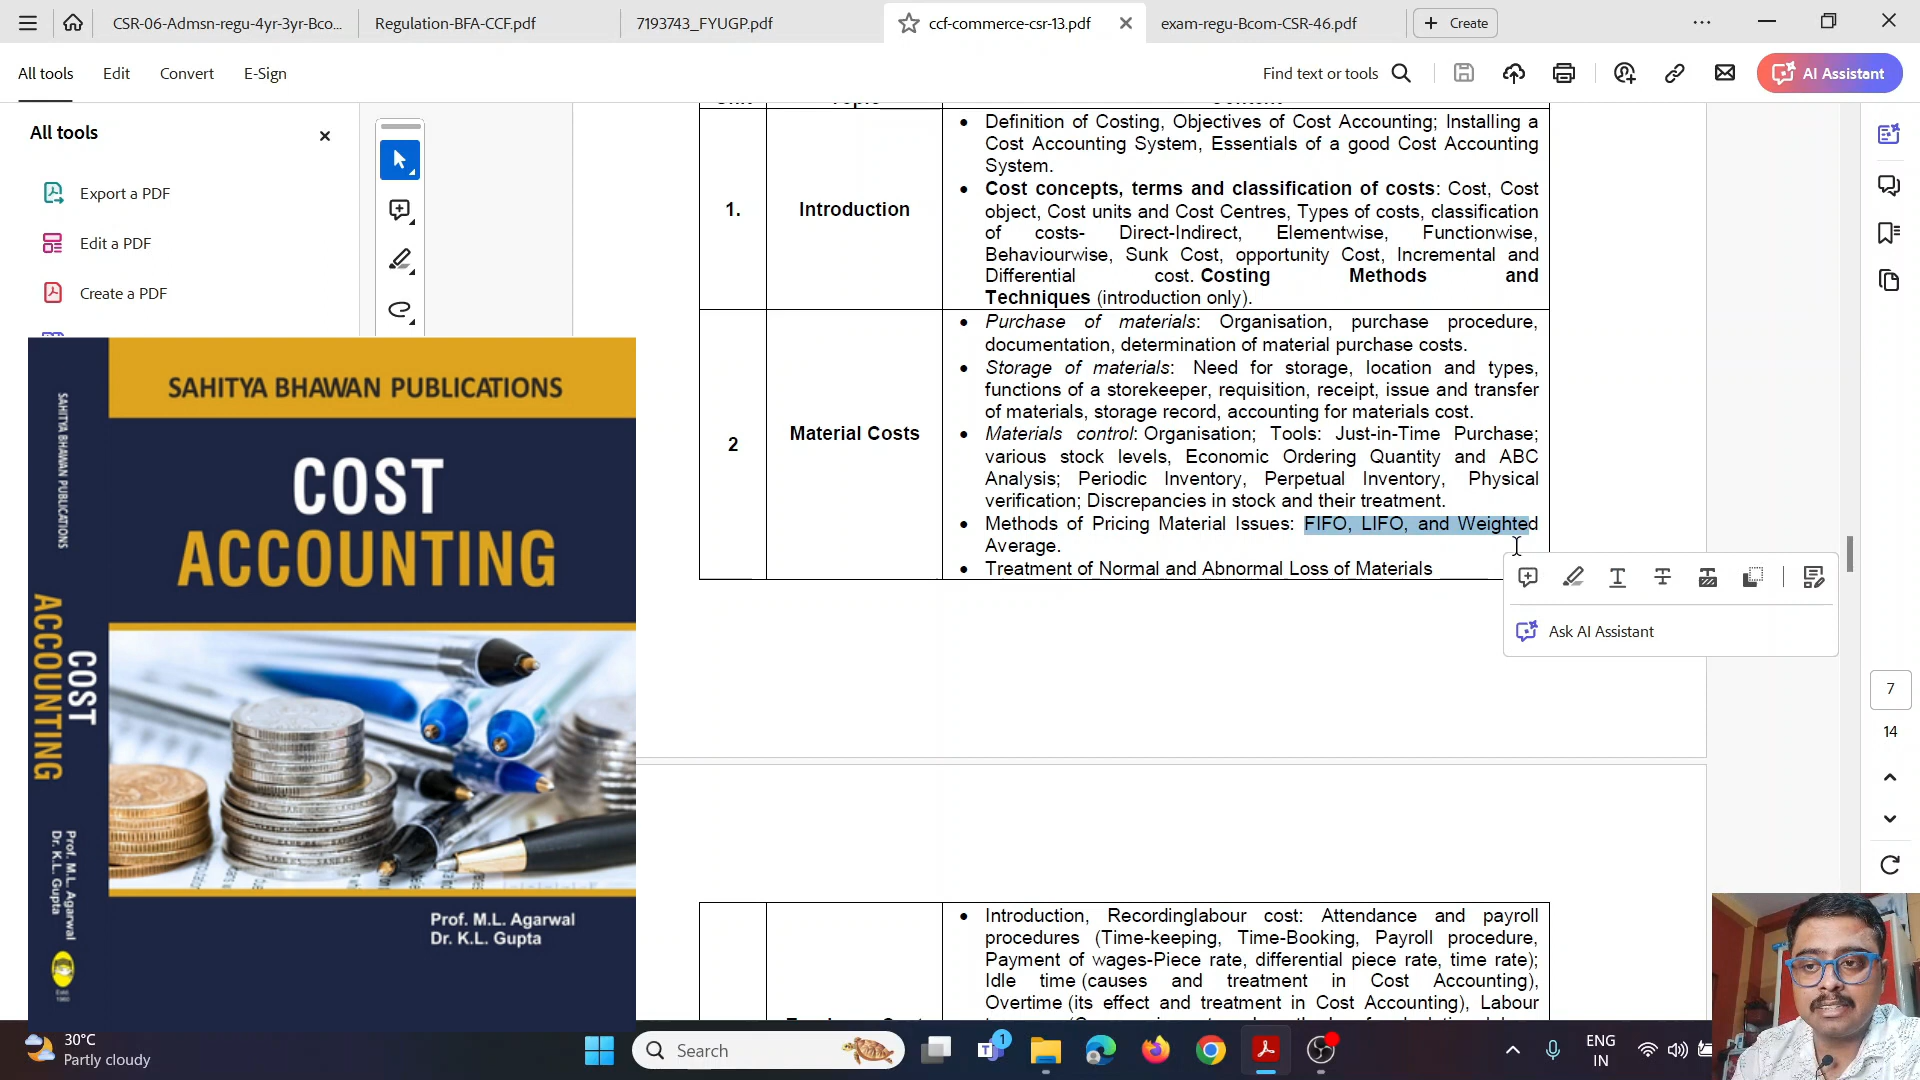 CSR-06-Admsn-regu-4yr-3yr-Bco...
Regulation-BFA-CCF.pdf
7193743_FYUGP.pdf
ccf-commerce-csr-13.pdf
exam-regu-Bcom-CSR-46.pdf
Create
All tools
Edit
Convert
E-Sign
Find text or tools
AI Assistant
All tools
Export a PDF
Edit a PDF
Create a PDF
1.
Introduction
• Definition of Costing, Objectives of Cost Accounting; Installing a
Cost Accounting System, Essentials of a good Cost Accounting
System.
• Cost concepts, terms and classification of costs: Cost, Cost
object, Cost units and Cost Centres, Types of costs, classification
of costs- Direct-Indirect, Elementwise, Functionwise,
Behaviourwise, Sunk Cost, opportunity Cost, Incremental and
Differential cost. Costing Methods and
Techniques (introduction only).
2
Material Costs
• Purchase of materials: Organisation, purchase procedure,
documentation, determination of material purchase costs.
• Storage of materials: Need for storage, location and types,
functions of a storekeeper, requisition, receipt, issue and transfer
of materials, storage record, accounting for materials cost.
• Materials control: Organisation; Tools: Just-in-Time Purchase;
various stock levels, Economic Ordering Quantity and ABC
Analysis; Periodic Inventory, Perpetual Inventory, Physical
verification; Discrepancies in stock and their treatment.
• Methods of Pricing Material Issues: FIFO, LIFO, and Weighted
Average.
• Treatment of Normal and Abnormal Loss of Materials
Ask AI Assistant
7
14
• Introduction, Recordinglabour cost: Attendance and payroll
procedures (Time-keeping, Time-Booking, Payroll procedure,
Payment of wages-Piece rate, differential piece rate, time rate);
Idle time (causes and treatment in Cost Accounting),
Overtime (its effect and treatment in Cost Accounting), Labour
SAHITYA BHAWAN PUBLICATIONS
COST
ACCOUNTING
Prof. M.L. Agarwal
Dr. K.L. Gupta
SAHITYA BHAWAN PUBLICATIONS
COST
ACCOUNTING
Prof. M.L. Agarwal
Dr. K.L. Gupta
30°C
Partly cloudy
Search
1
ENG
IN